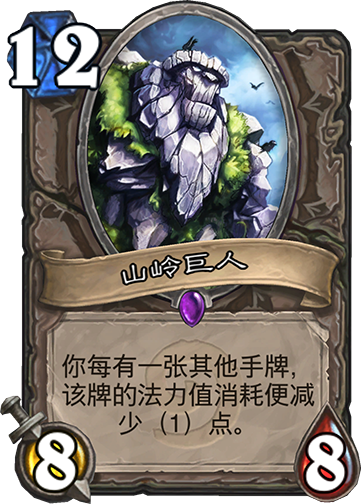 12
山岭巨人
你每有一张其他手牌，
该牌的法力值消耗便减
少（1）点。
8
8